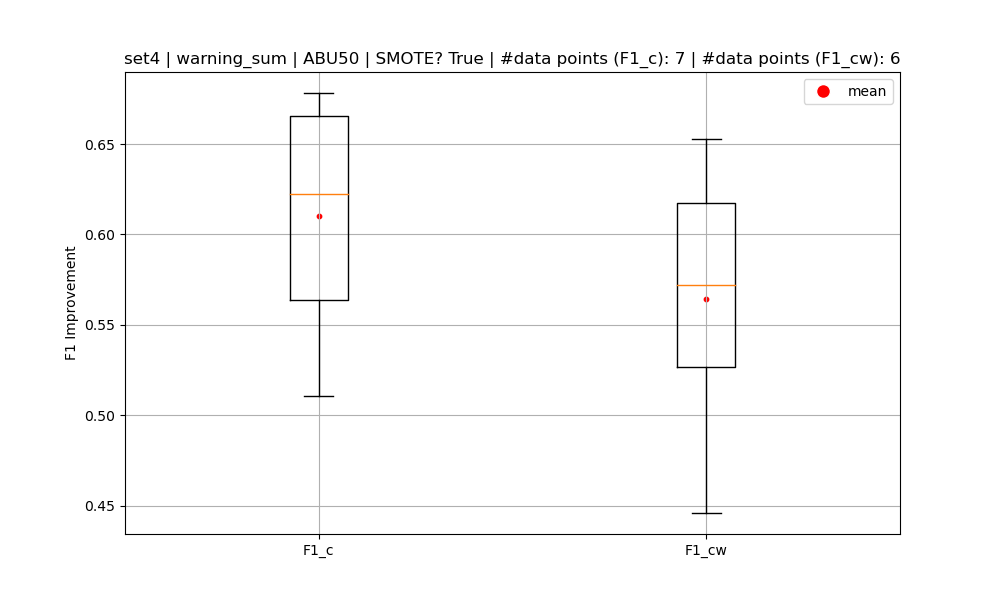 set4 | warning_sum | ABU50 | SMOTE? True | #data points (F1_c): 7 | #data points (F1_cw): 6
mean
0.65
0.60
0.55
0.50
0.45
F1 Improvement
F1_c
F1_cw